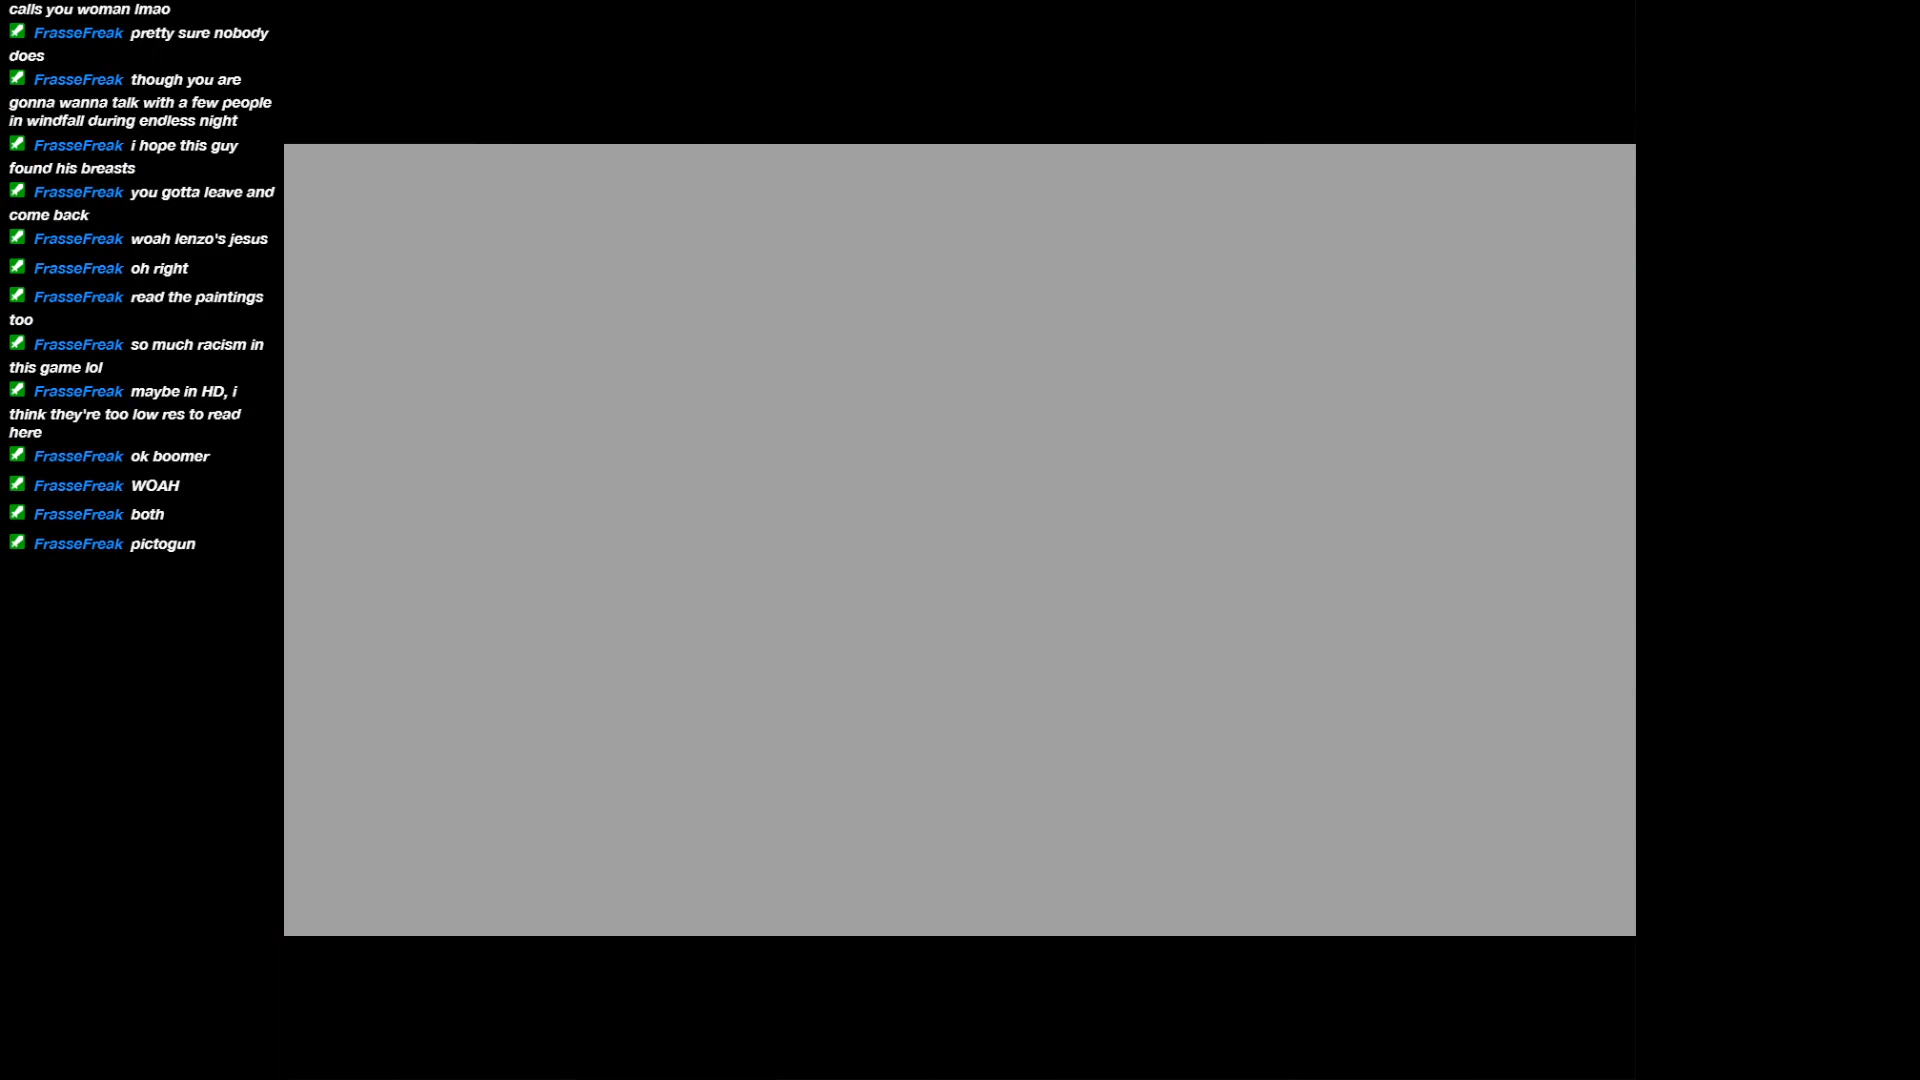 calls you woman lmao
FrasseFreak pretty sure nobody
does
FrasseFreak though you are
gonna wanna talk with a few people
in windfall during endless night
FrasseFreak i hope this guy
found his breasts
FrasseFreak you gotta leave and
come back
FrasseFreak woah lenzo's jesus
FrasseFreak oh right
FrasseFreak read the paintings
too
FrasseFreak so much racism in
this game lol
FrasseFreak maybe in HD, i
think they're too low res to read
here
FrasseFreak ok boomer
FrasseFreak WOAH
FrasseFreak both
FrasseFreak pictogun